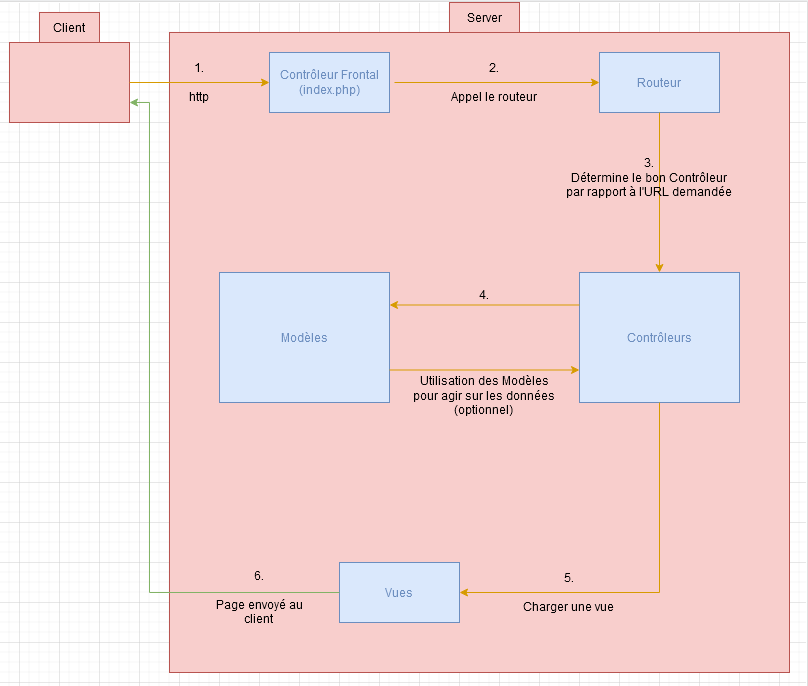 Client
Server
1.
http
Contrôleur Frontal
(index.php)
2.
Appel le routeur
Routeur
3.
Détermine le bon Contrôleur
par rapport à l'URL demandée
Modèles
4.
Utilisation des Modèles
pour agir sur les données
(optionnel)
Contrôleurs
5.
Charger une vue
Vues
6.
Page envoyé au
client